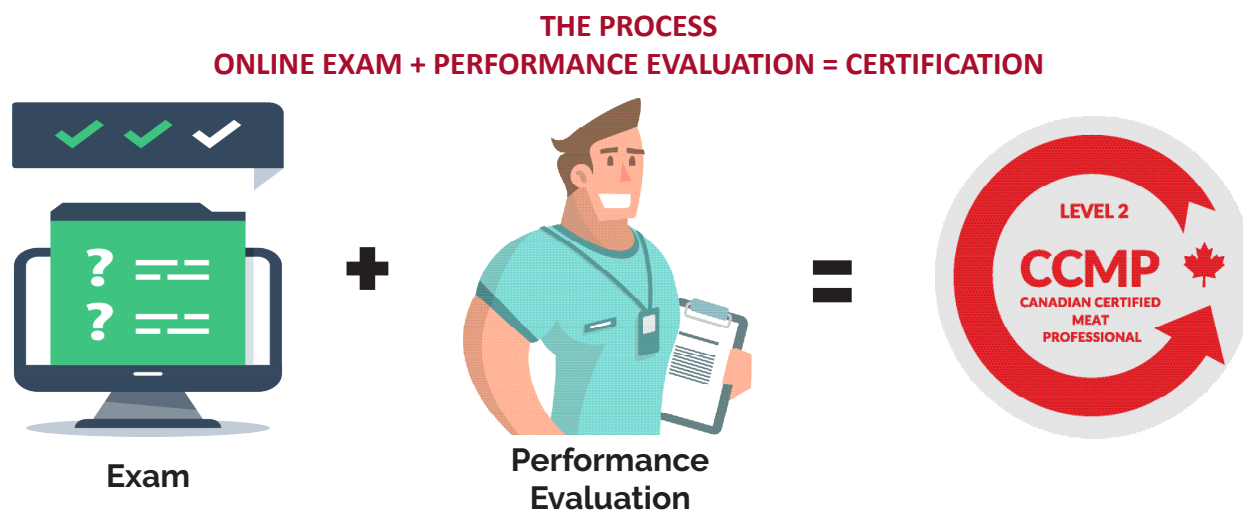 THE PROCESS
ONLINE EXAM + PERFORMANCE EVALUATION = CERTIFICATION
? 
?
+
=
LEVEL 2
CCMP
CANADIAN CERTIFIED
MEAT
PROFESSIONAL
Exam
Performance
Evaluation